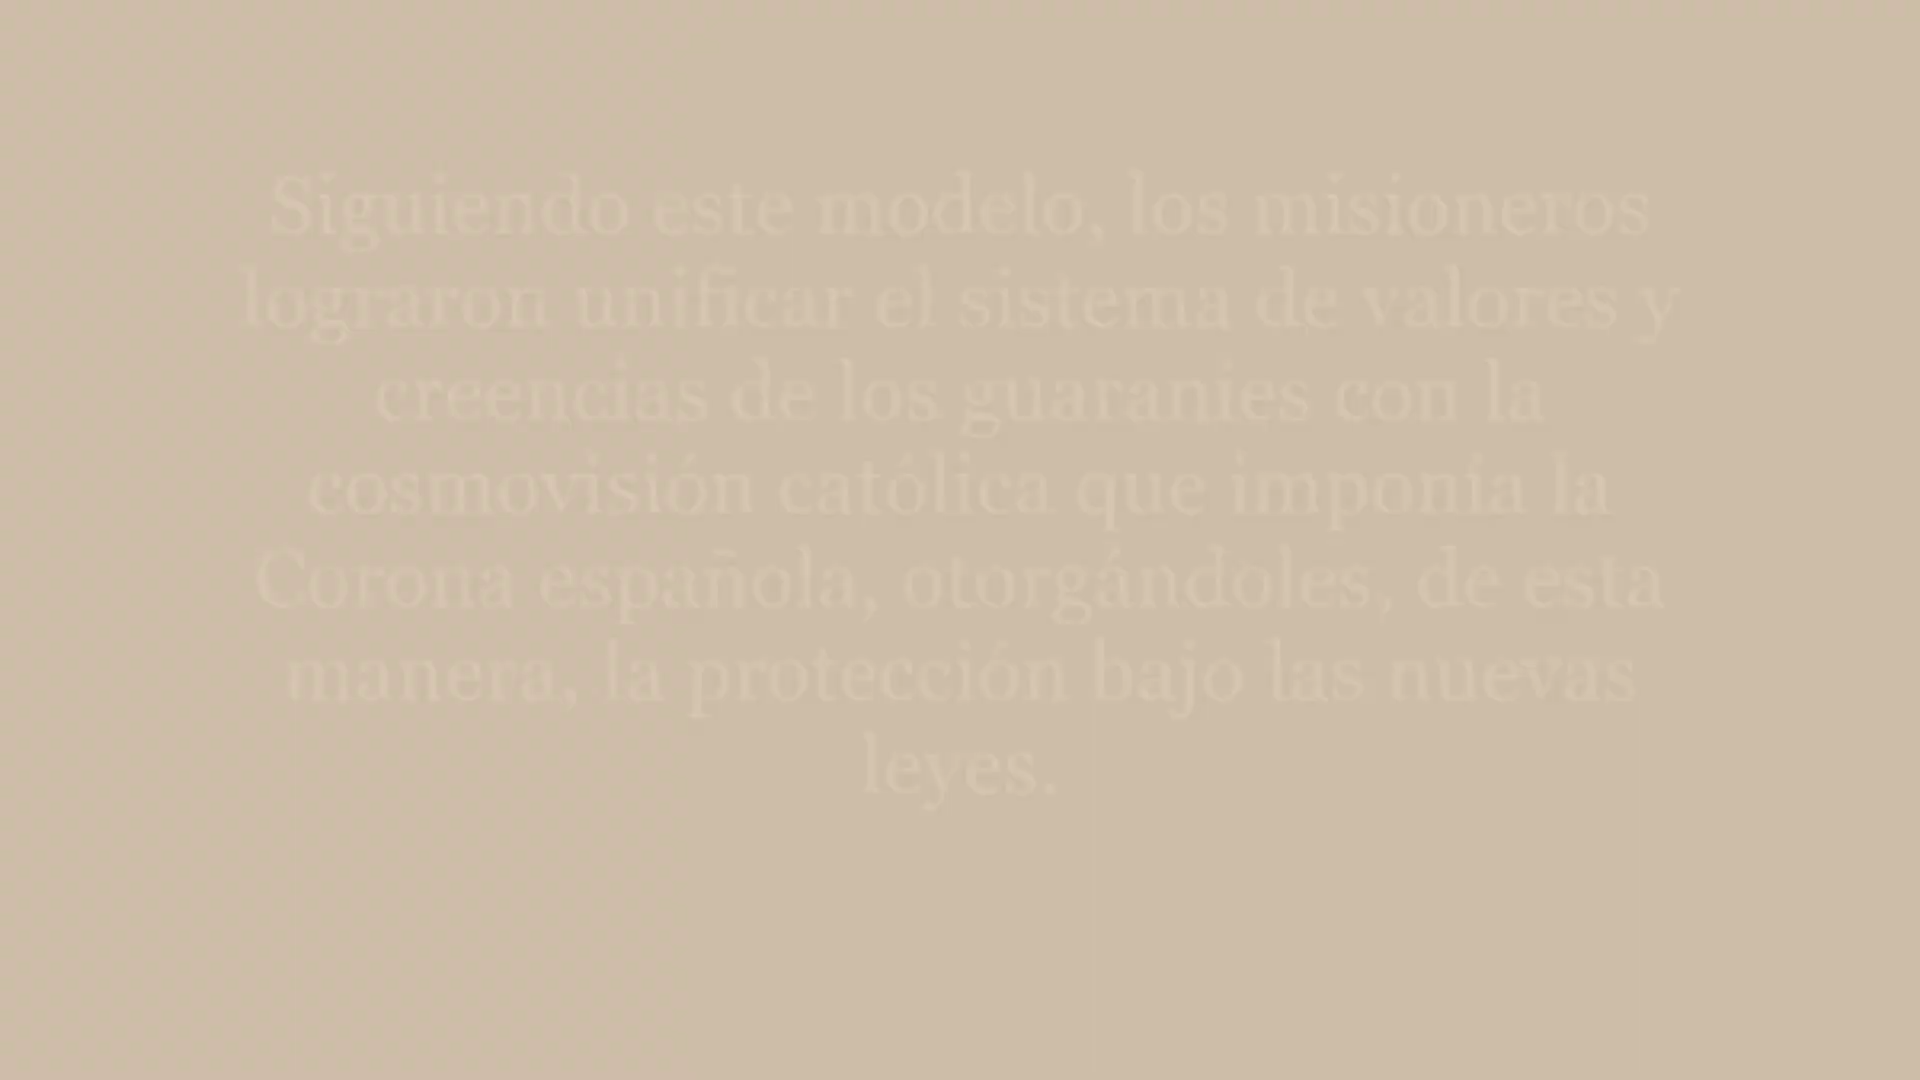 Siguiendo este modelo, los misioneros
lograron unificar el sistema de valores y
creencias de los guaranies con la
cosmovisión católica que imponía la
Corona española, otorgándoles, de esta
manera, la protección bajo las nuevas
leyes.